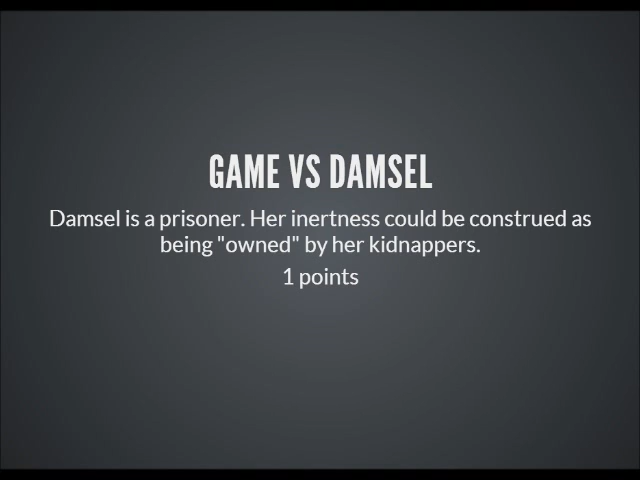 GAME VS DAMSEL
Damsel is a prisoner. Her inertness could be construed as
being "owned" by her kidnappers.
1 points